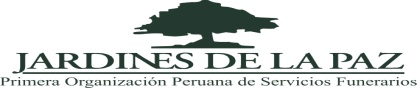 JARDINES DE LA PAZ
Primera Organización Peruana de Servicios Funerarios